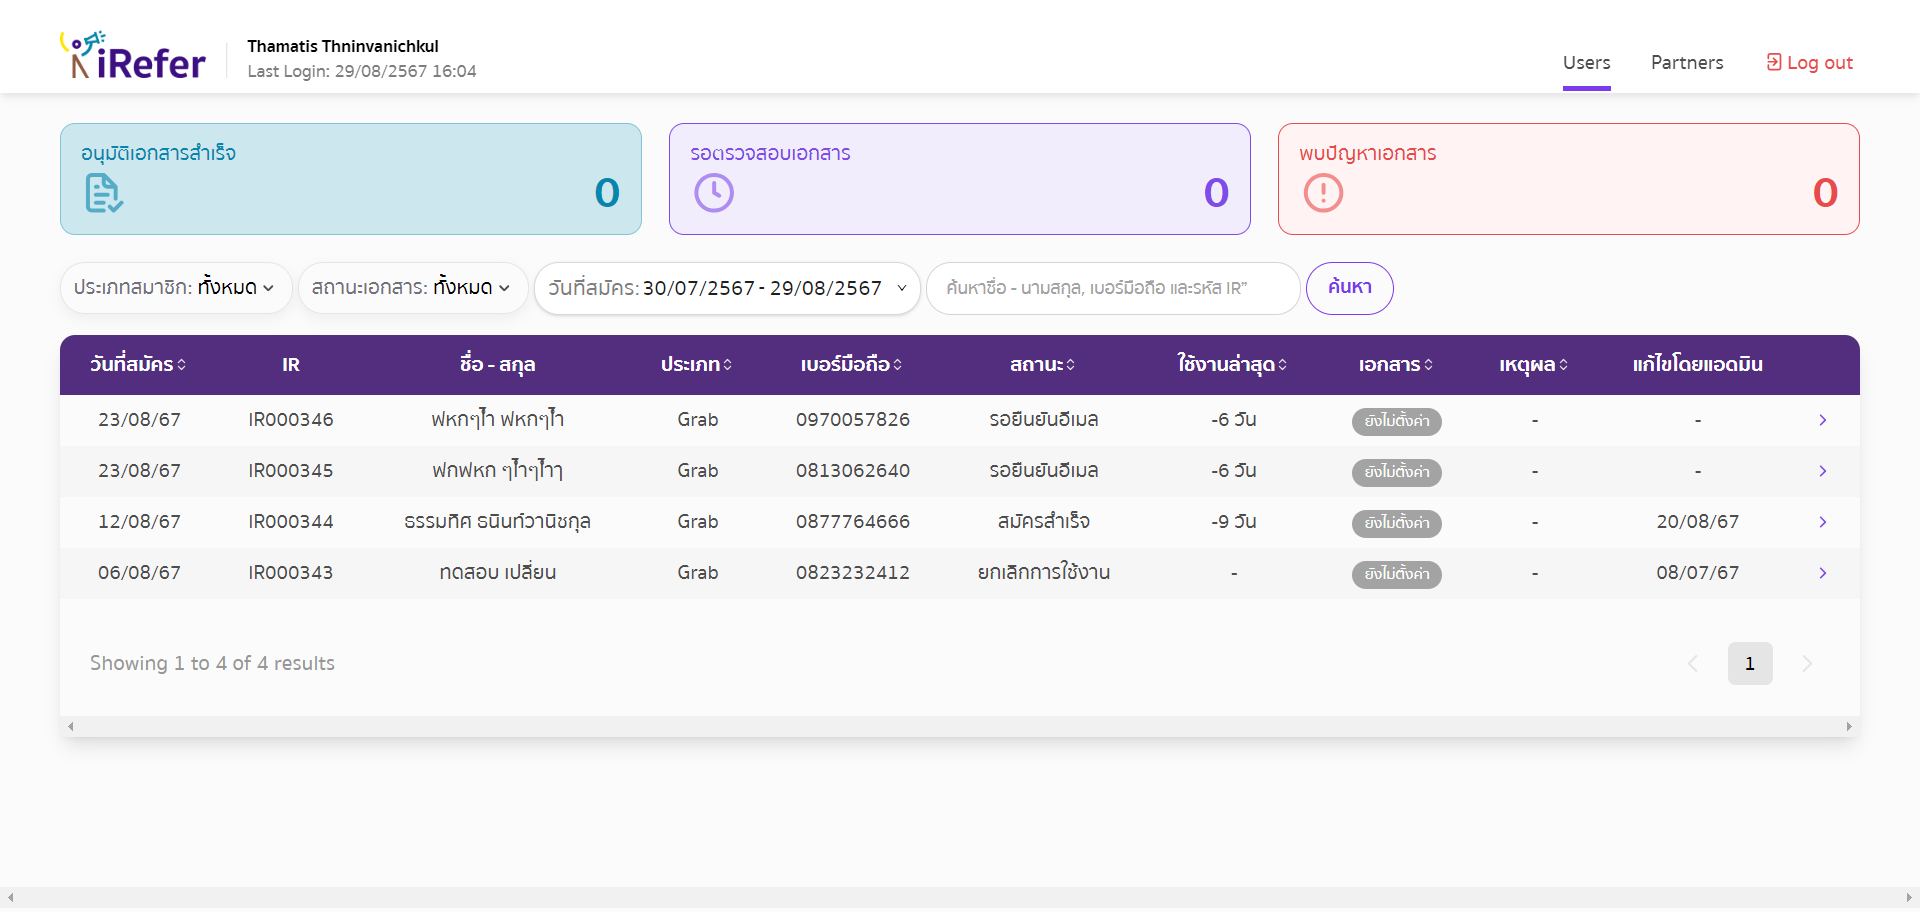 iRefer
Thamatis Thninvanichkul
Last Login: 29/08/2567 16:04
Users Partners Log out
อนุมัติเอกสารสำเร็จ
0
รอตรวจสอบเอกสาร
0
พบปัญหาเอกสาร
0
ประเภทสมาชิก: ทั้งหมด สถานะเอกสาร: ทั้งหมด วันที่สมัคร: 30/07/2567 - 29/08/2567 ค้นหาชื่อ - นามสกุล, เบอร์มือถือ และรหัส IR” ค้นหา
วันที่สมัคร IR ชื่อ - สกุล ประเภท เบอร์มือถือ สถานะ ใช้งานล่าสุด เอกสาร เหตุผล แก้ไขโดยแอดมิน
23/08/67 IR000346 ฟหกๆไำ ฟหกๆไำ Grab 0970057826 รอยืนยันอีเมล -6 วัน ยังไม่ตั้งค่า - -
23/08/67 IR000345 ฟกฟหก ๆไำๆไำๅ Grab 0813062640 รอยืนยันอีเมล -6 วัน ยังไม่ตั้งค่า - -
12/08/67 IR000344 ธรรมทิศ ธนินท์วานิชกุล Grab 0877764666 สมัครสำเร็จ -9 วัน ยังไม่ตั้งค่า - 20/08/67
06/08/67 IR000343 ทดสอบ เปลี่ยน Grab 0823232412 ยกเลิกการใช้งาน - ยังไม่ตั้งค่า - 08/07/67
Showing 1 to 4 of 4 results 1